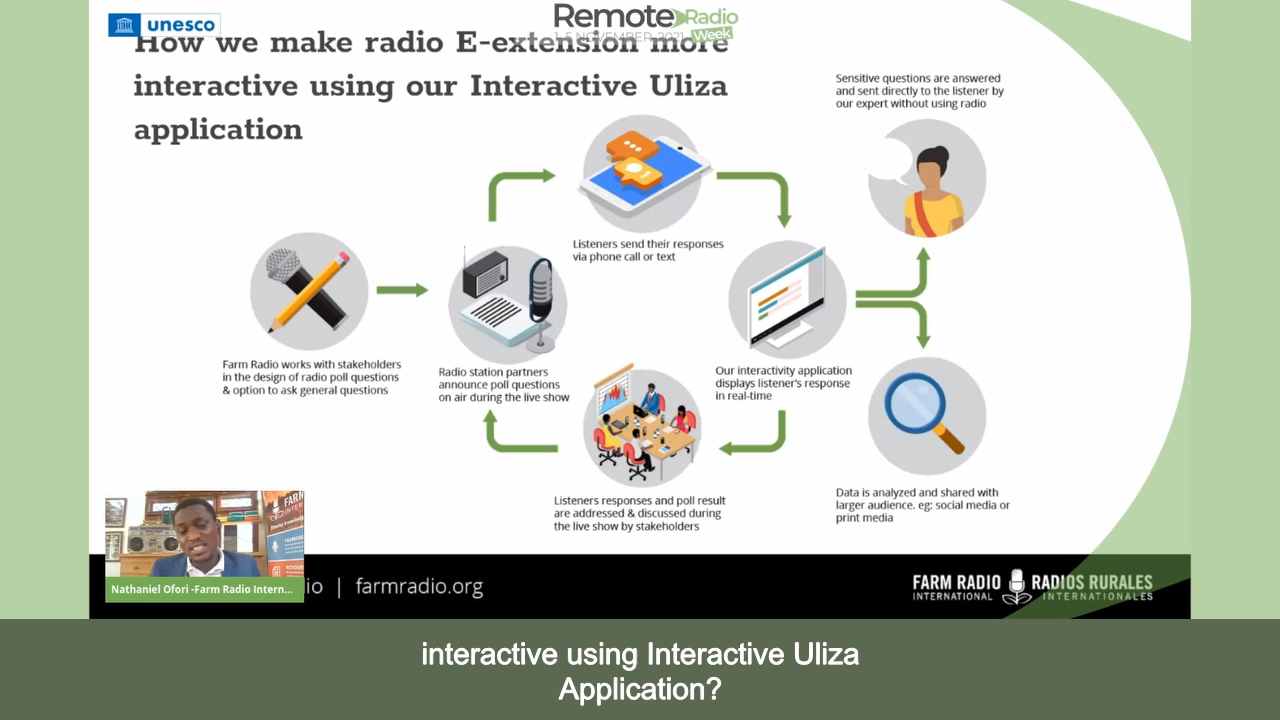 unesco
Remote Radio
Week
1-5 NOVEMBER 2021
How we make radio E-extension more
interactive using our Interactive Uliza
application
Sensitive questions are answered
and sent directly to the listener by
our expert without using radio
Listeners send their responses
via phone call or text
Farm Radio works with stakeholders
in the design of radio poll questions
& option to ask general questions
Radio station partners
announce poll questions
on air during the live show
Our interactivity application
displays listener's response
in real-time
Listeners responses and poll result
are addressed & discussed during
the live show by stakeholders
Data is analyzed and shared with
larger audience. eg: social media or
print media
FARM
Nathaniel Ofori -Farm Radio Intern...
io | farmradio.org
FARM RADIO
INTERNATIONAL
RADIOS RURALES
INTERNATIONALES
interactive using Interactive Uliza
Application?